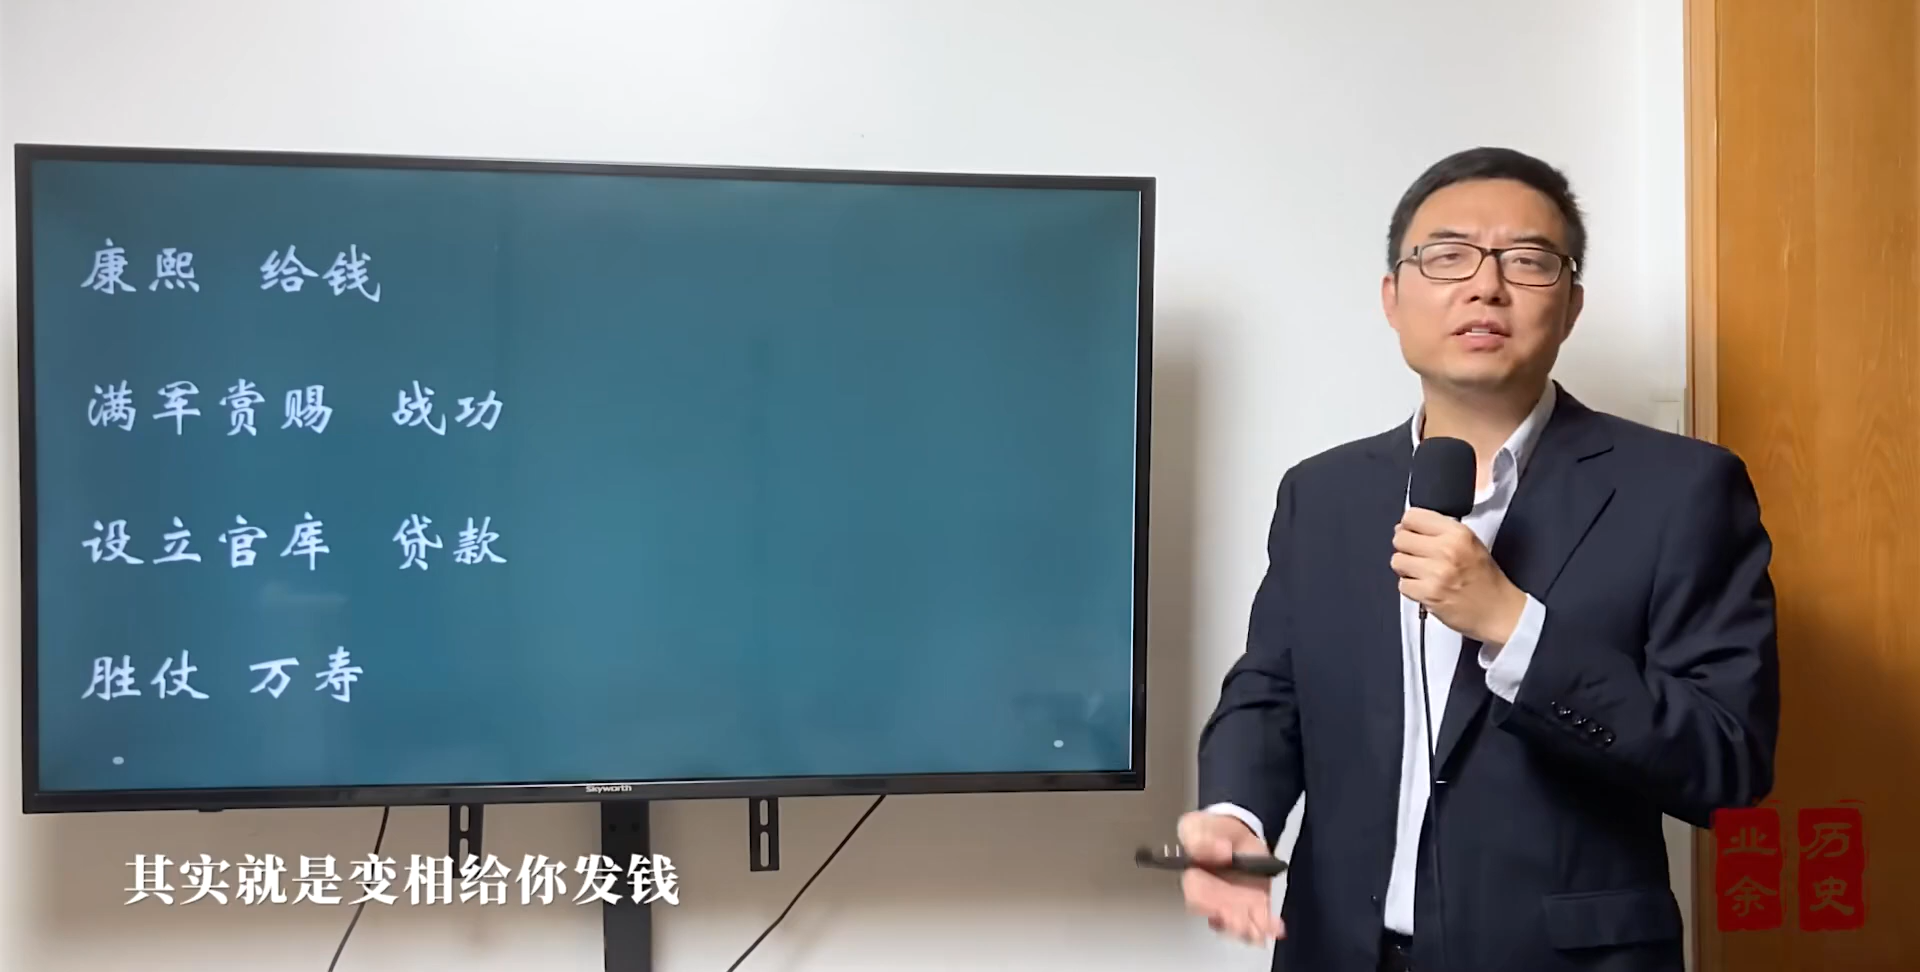 康熙 给钱
满军赏赐 战功
设立官库 贷款
胜仗 万寿
Skyworth
其实就是变相给你发钱
业余历史